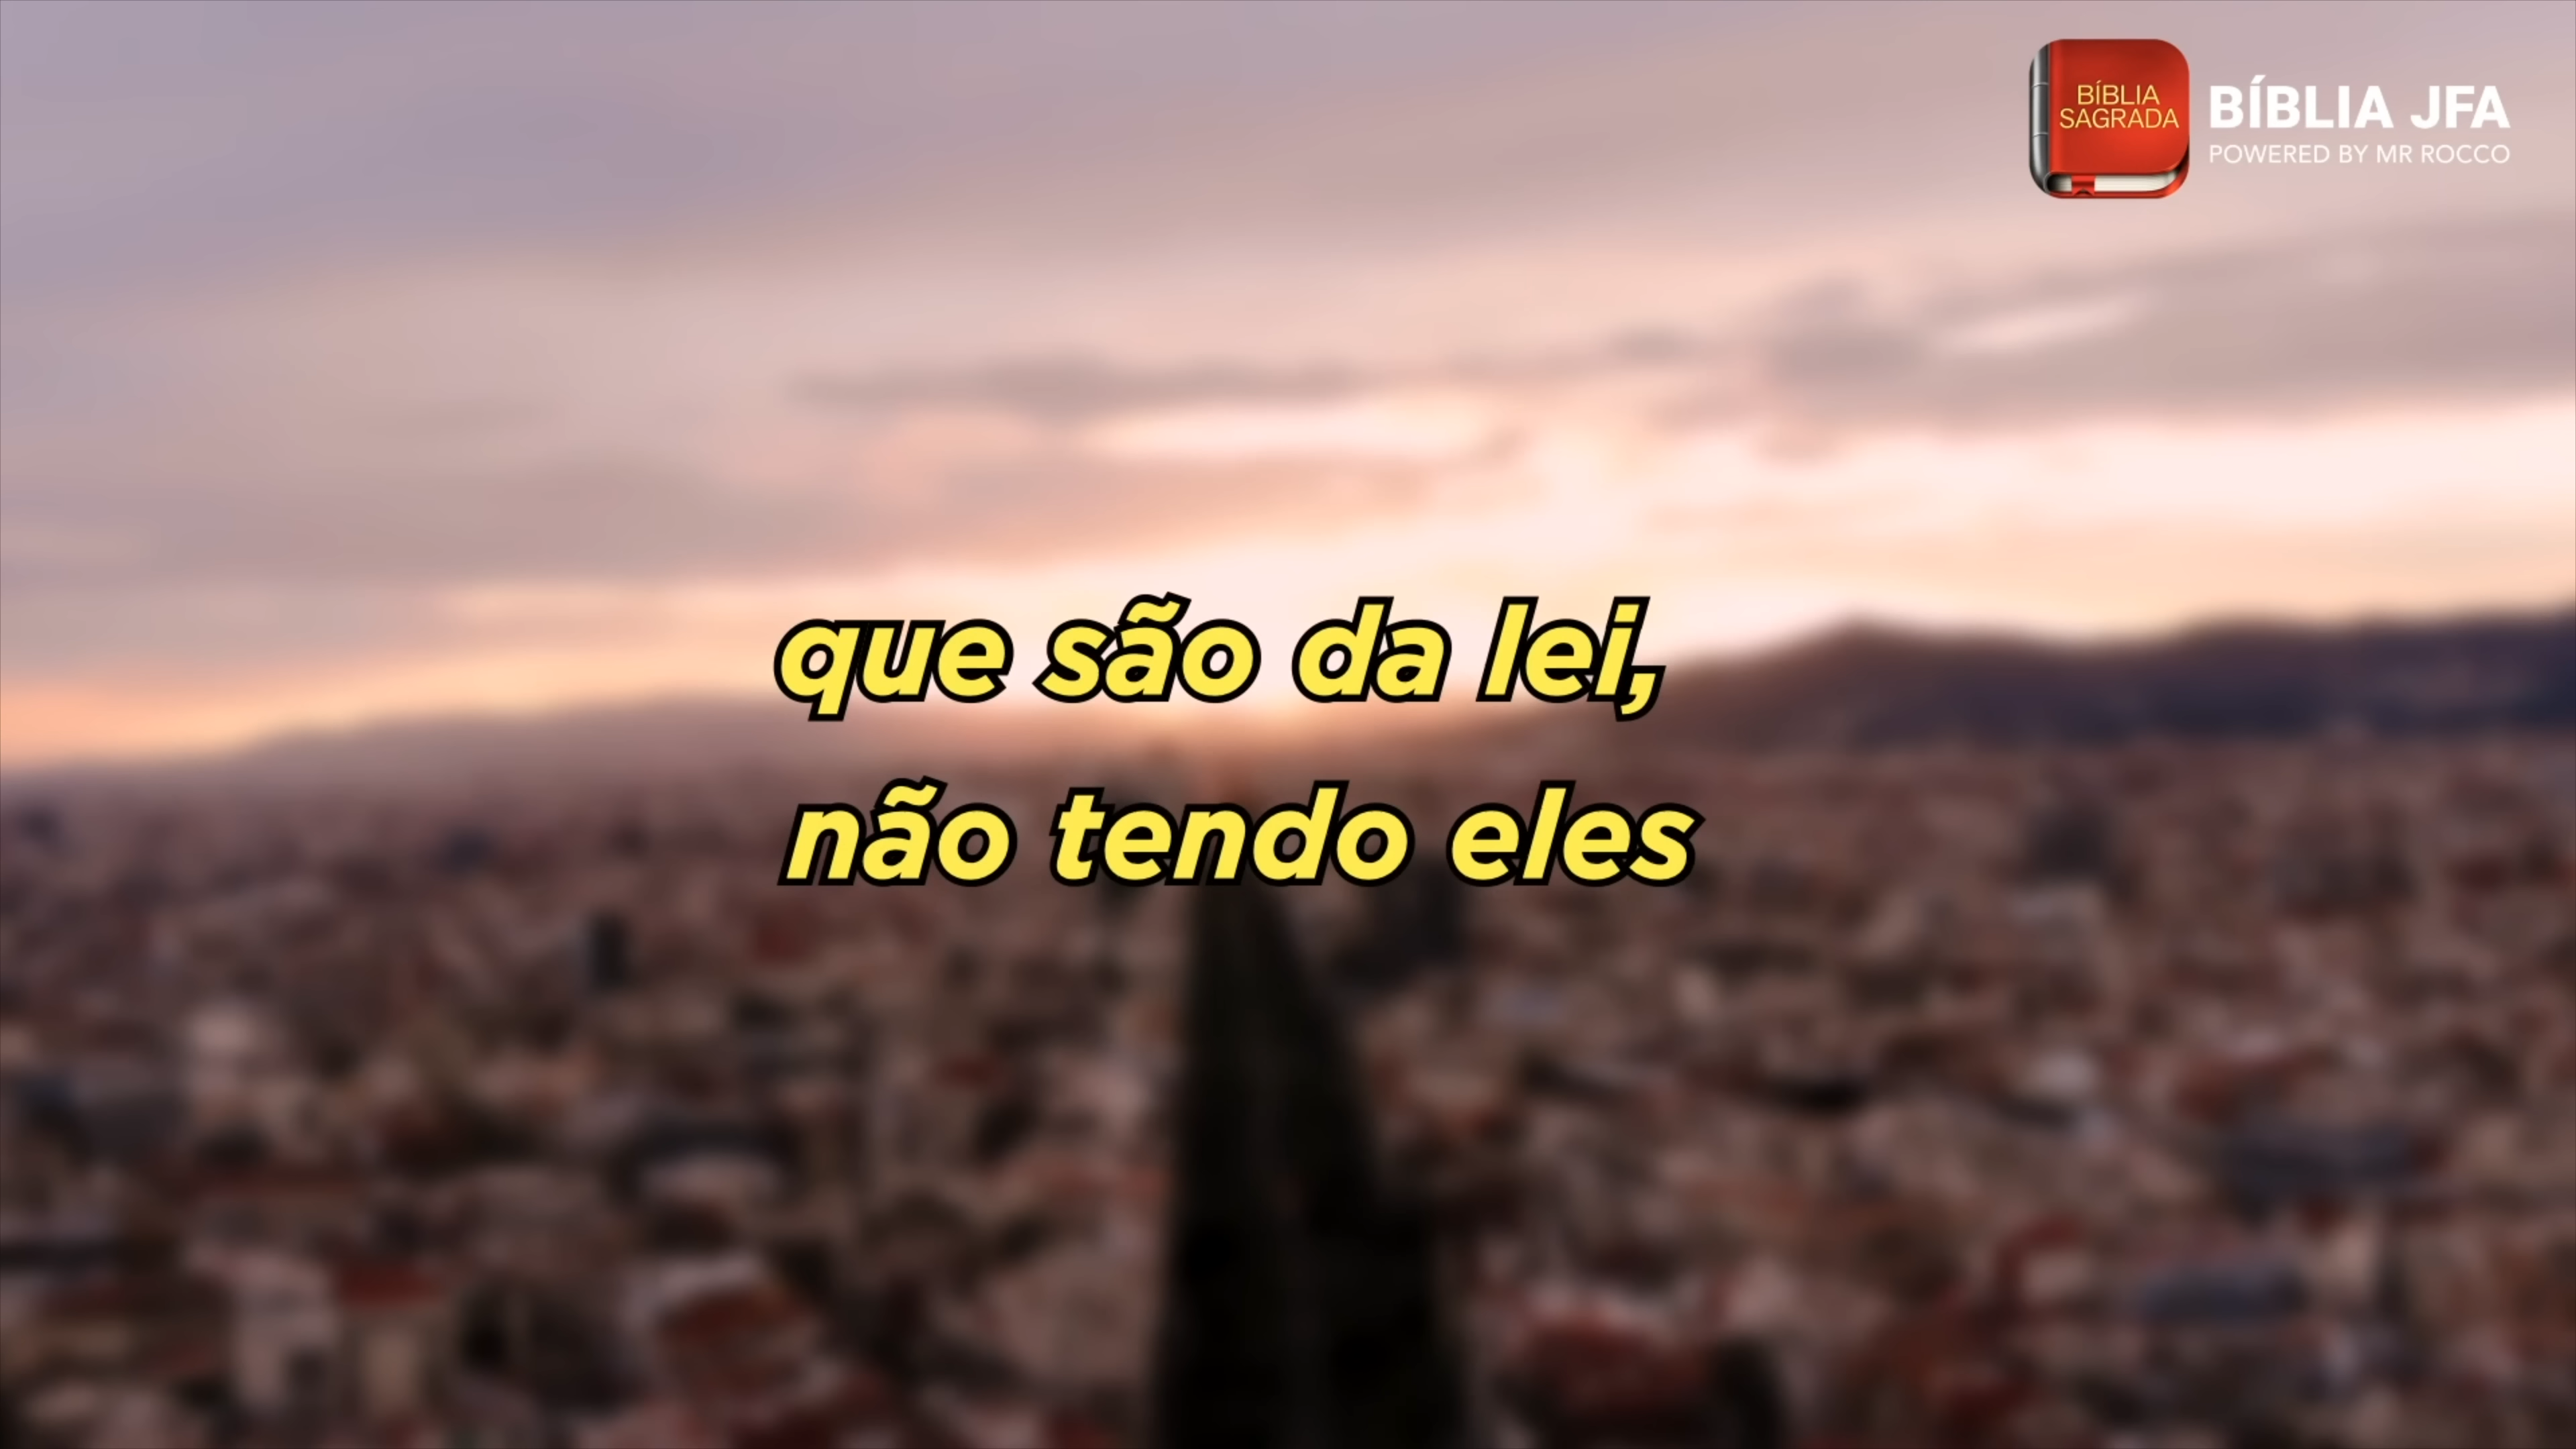 BÍBLIA
SAGRADA
BÍBLIA JFA
POWERED BY MR ROCCO
que são da lei,
não tendo eles